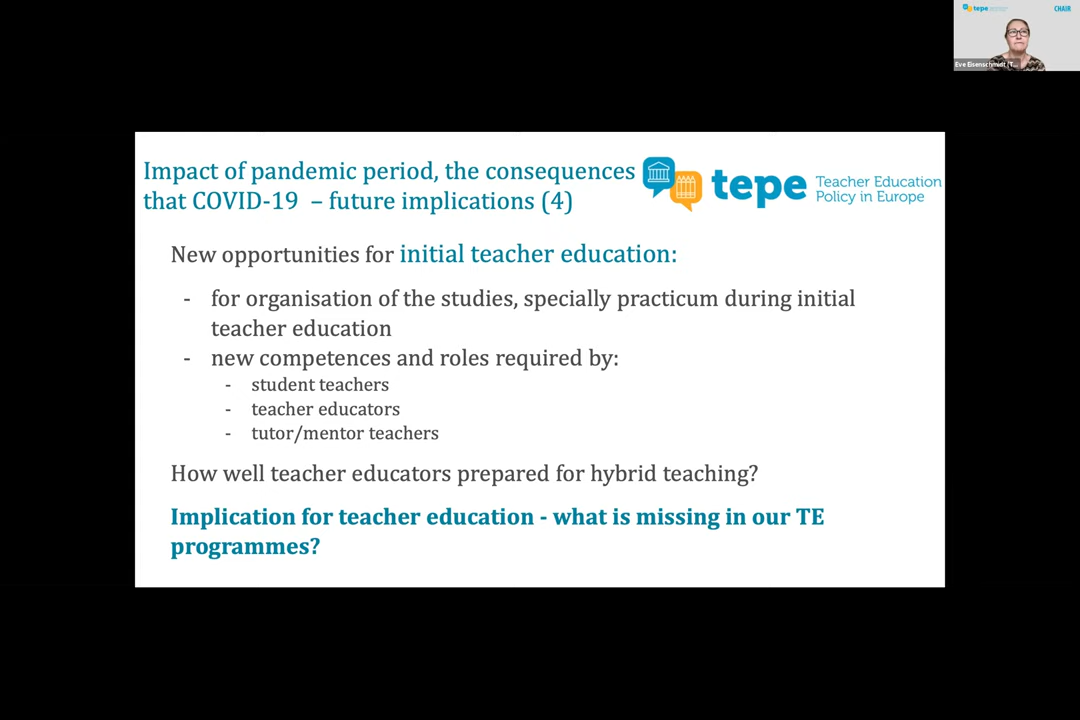 tepe
CHAIR
Eve Eisenschmidt (T...
Impact of pandemic period, the consequences
that COVID-19 – future implications (4)
tepe
Teacher Education
Policy in Europe
New opportunities for initial teacher education:
- for organisation of the studies, specially practicum during initial
teacher education
- new competences and roles required by:
- student teachers
- teacher educators
- tutor/mentor teachers
How well teacher educators prepared for hybrid teaching?
Implication for teacher education - what is missing in our TE
programmes?